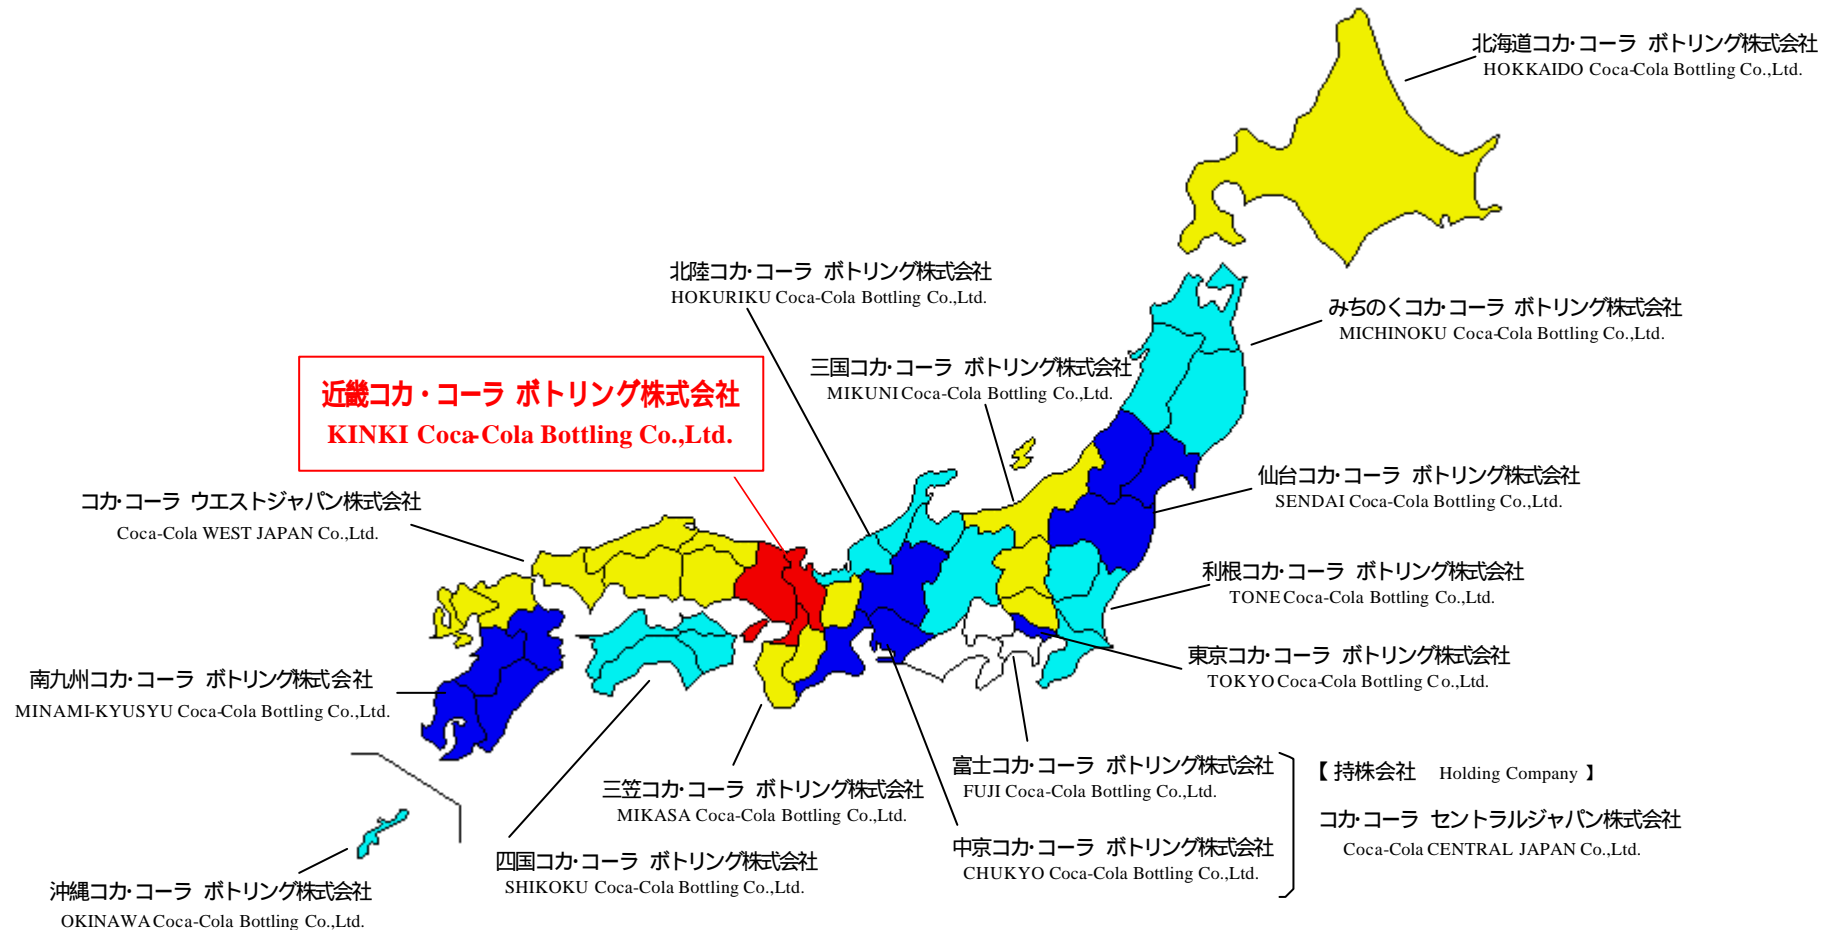 北海道コカ・コーラ ボトリング株式会社
HOKKAIDO Coca-Cola Bottling Co.,Ltd.
北陸コカ・コーラ ボトリング株式会社
HOKURIKU Coca-Cola Bottling Co.,Ltd.
みちのくコカ・コーラ ボトリング株式会社
MICHINOKU Coca-Cola Bottling Co.,Ltd.
三国コカ・コーラ ボトリング株式会社
MIKUNI Coca-Cola Bottling Co.,Ltd.
近畿コカ・コーラ ボトリング株式会社
KINKI Coca-Cola Bottling Co.,Ltd.
仙台コカ・コーラ ボトリング株式会社
SENDAI Coca-Cola Bottling Co.,Ltd.
コカ・コーラ ウエストジャパン株式会社
Coca-Cola WEST JAPAN Co.,Ltd.
利根コカ・コーラ ボトリング株式会社
TONE Coca-Cola Bottling Co.,Ltd.
東京コカ・コーラ ボトリング株式会社
TOKYO Coca-Cola Bottling Co.,Ltd.
南九州コカ・コーラ ボトリング株式会社
MINAMI-KYUSYU Coca-Cola Bottling Co.,Ltd.
富士コカ・コーラ ボトリング株式会社
FUJI Coca-Cola Bottling Co.,Ltd.
【 持株会社 Holding Company 】
コカ・コーラ セントラルジャパン株式会社
Coca-Cola CENTRAL JAPAN Co.,Ltd.
三笠コカ・コーラ ボトリング株式会社
MIKASA Coca-Cola Bottling Co.,Ltd.
中京コカ・コーラ ボトリング株式会社
CHUKYO Coca-Cola Bottling Co.,Ltd.
四国コカ・コーラ ボトリング株式会社
SHIKOKU Coca-Cola Bottling Co.,Ltd.
沖縄コカ・コーラ ボトリング株式会社
OKINAWA Coca-Cola Bottling Co.,Ltd.